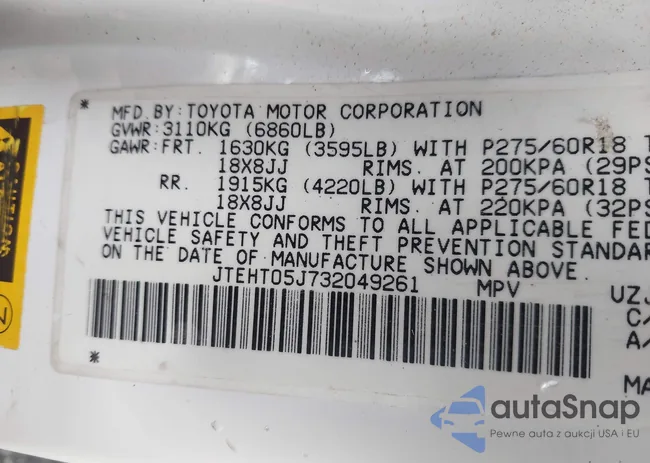 * MFD.BY:TOYOTA MOTOR CORPORATION
GVWR:3110KG (6860LB)
GAWR:FRT. 1630KG (3595LB) WITH P275/60R18 T
18X8JJ RIMS. AT 200KPA (29PS
RR. 1915KG (4220LB) WITH P275/60R18 T
18X8JJ RIMS. AT 220KPA (32PS
THIS VEHICLE CONFORMS TO ALL APPLICABLE FED
VEHICLE SAFETY AND THEFT PREVENTION STANDAR
ON THE DATE OF MANUFACTURE SHOWN ABOVE.
JTEHT05J732049261 MPV UZJ
C/
A/
*
MA
autaSnap
Pewne auta z aukcji USA i EU